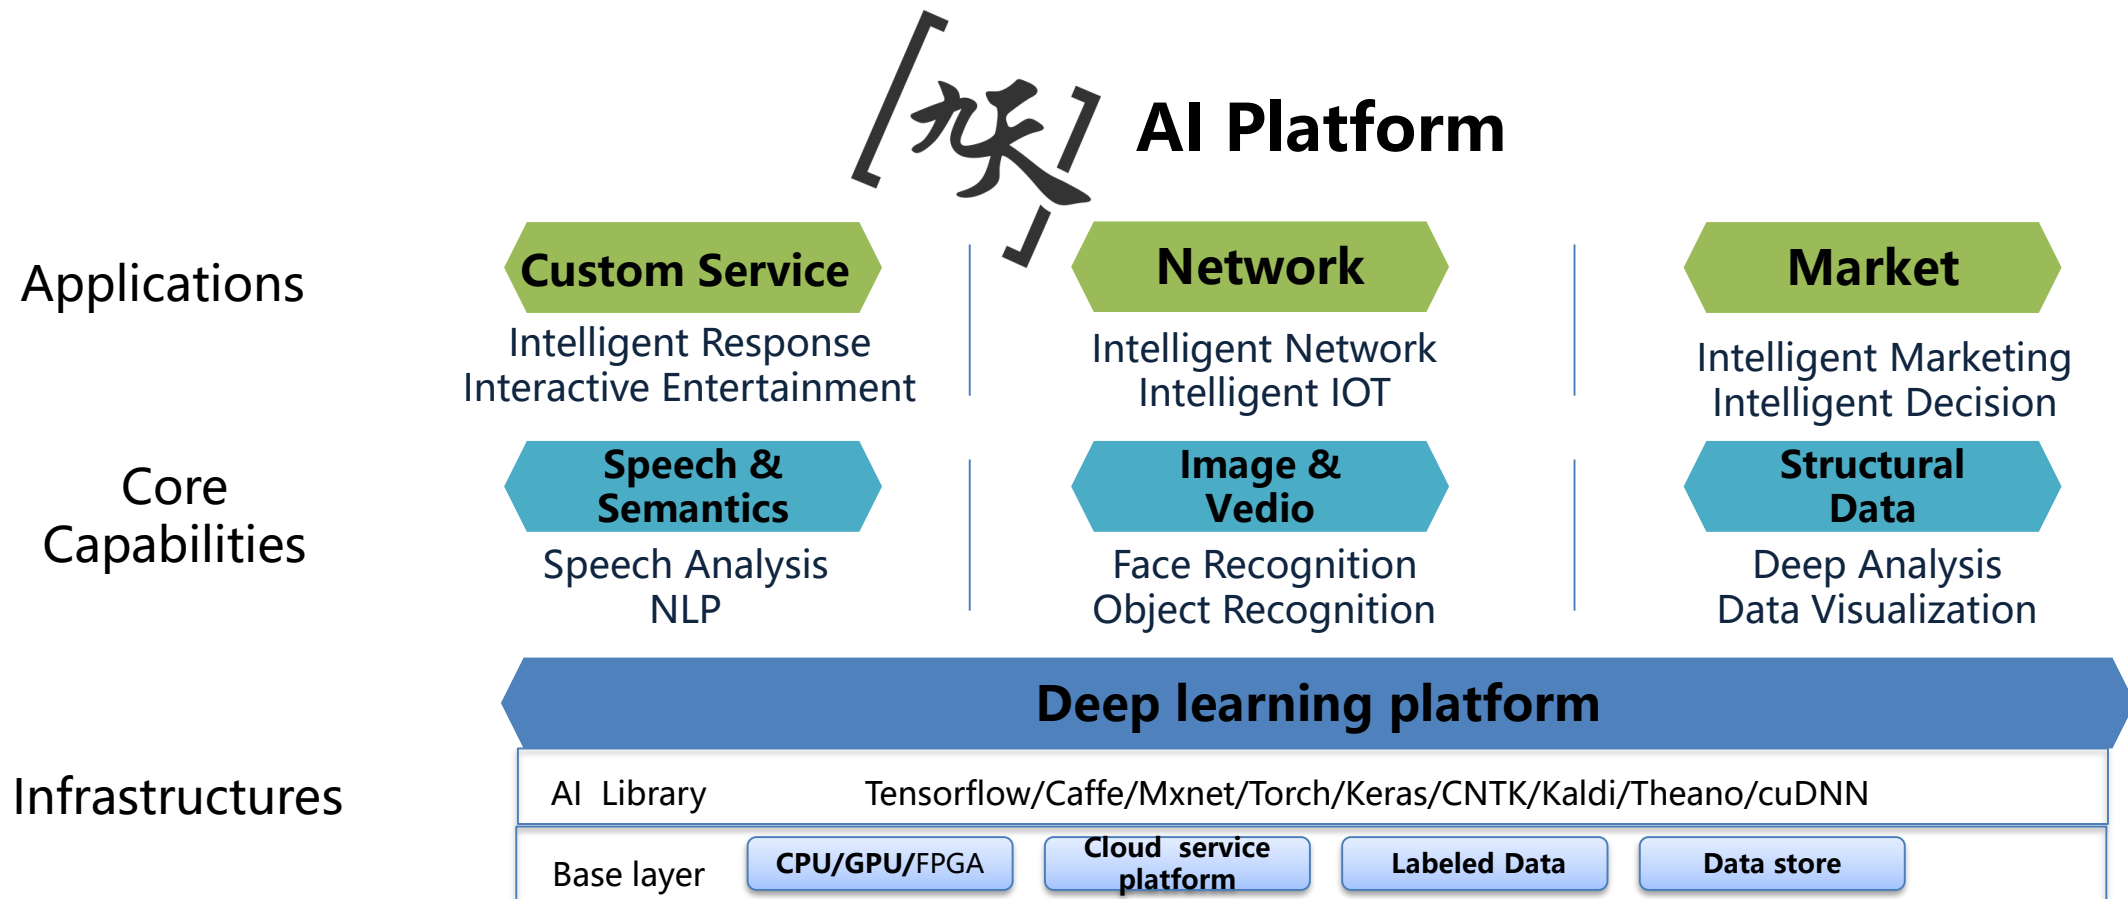 九天
AI Platform
Applications
Custom Service
Network
Market
Intelligent Response
Interactive Entertainment
Intelligent Network
Intelligent IOT
Intelligent Marketing
Intelligent Decision
Core
Capabilities
Speech &
Semantics
Image &
Vedio
Structural
Data
Speech Analysis
NLP
Face Recognition
Object Recognition
Deep Analysis
Data Visualization
Infrastructures
Deep learning platform
AI Library
Tensorflow/Caffe/Mxnet/Torch/Keras/CNTK/Kaldi/Theano/cuDNN
Base layer
CPU/GPU/FPGA
Cloud service
platform
Labeled Data
Data store